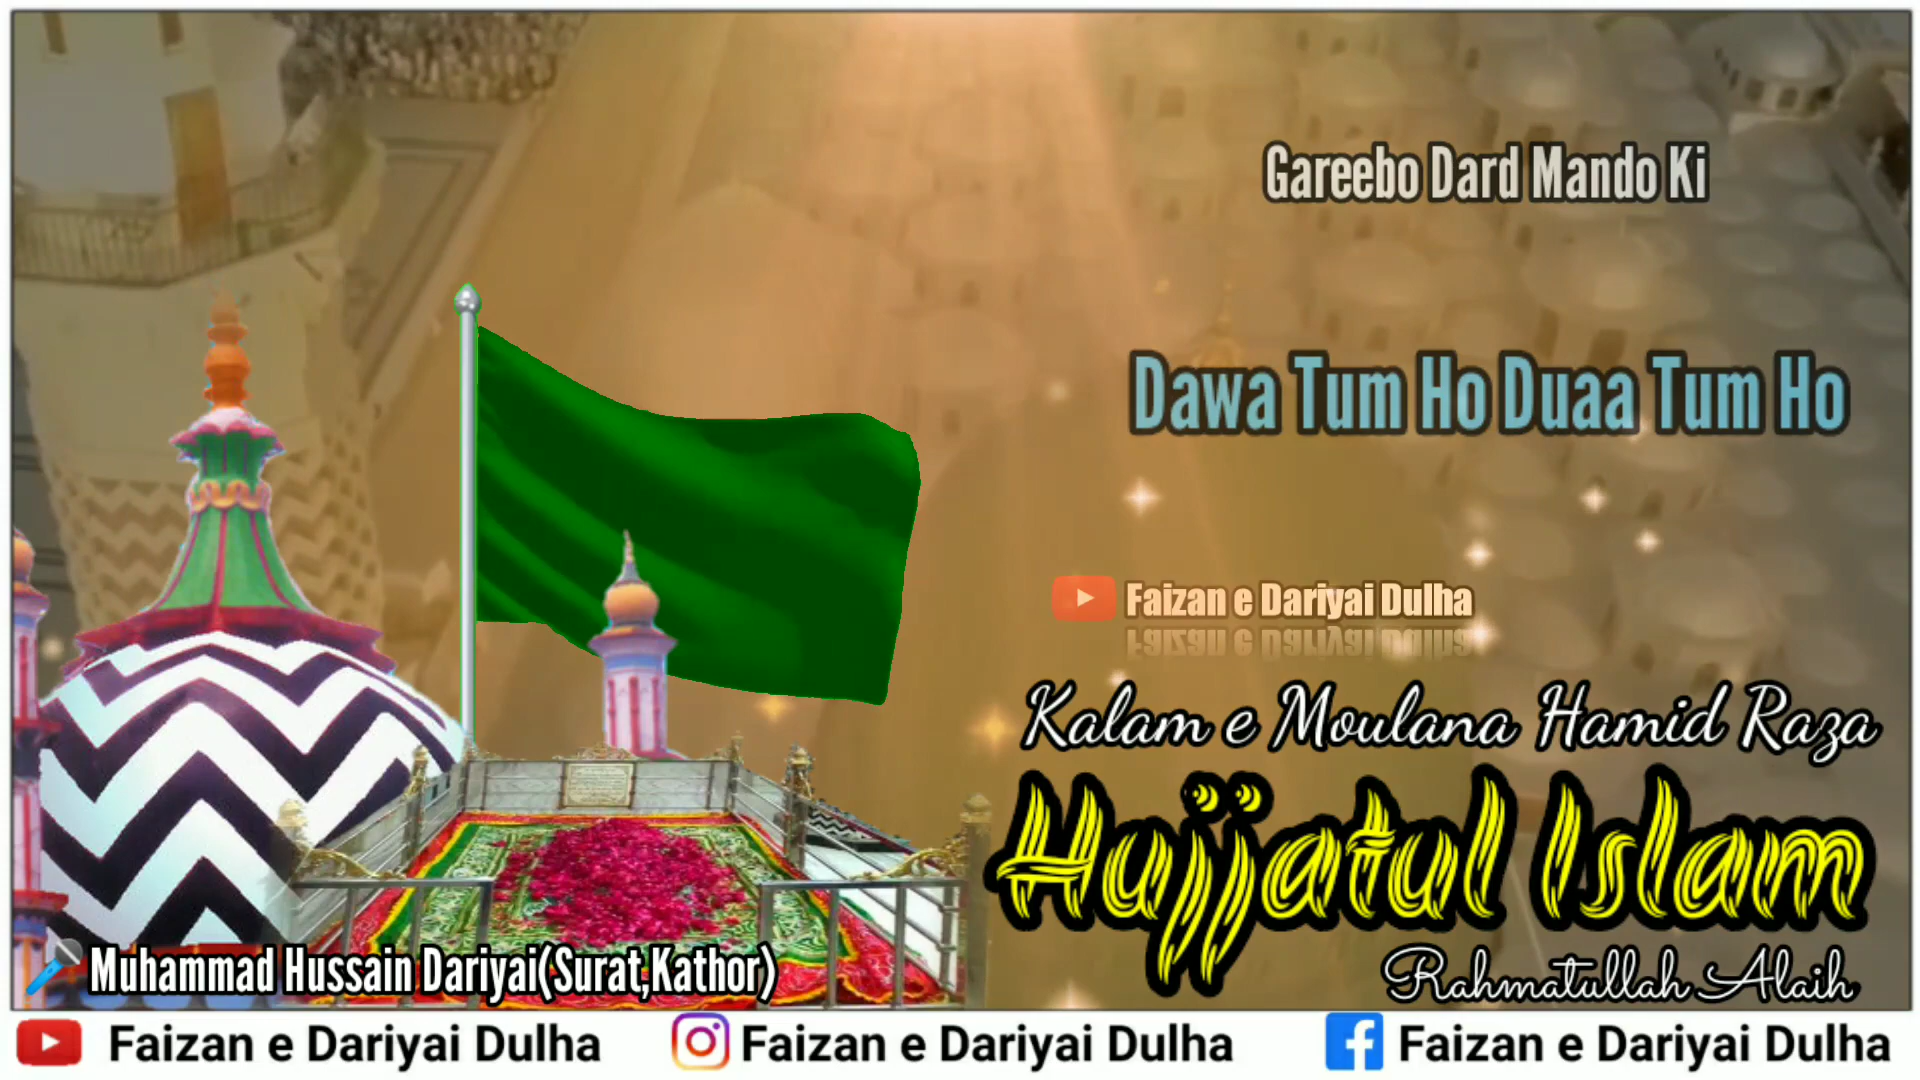 Gareebo Dard Mando Ki
Dawa Tum Ho Duaa Tum Ho
Faizan e Dariyai Dulha
Kalam e Moulana Hamid Raza
Hujjatul Islam
Rahmatullah Alaih
Muhammad Hussain Dariyai(Surat,Kathor)
Faizan e Dariyai Dulha Faizan e Dariyai Dulha Faizan e Dariyai Dulha